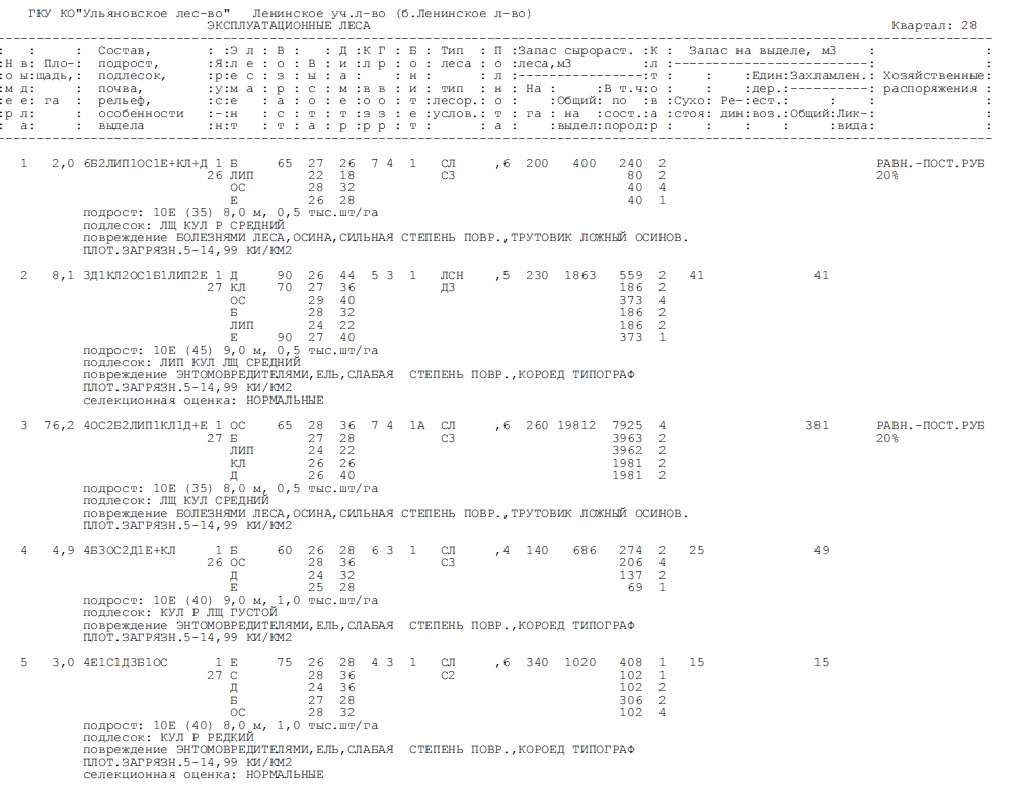 ГКУ КО"Ульяновское лес-во"   Ленинское уч.л-во (б.Ленинское л-во)
ЭКСПЛУАТАЦИОННЫЕ ЛЕСА   Квартал: 28
:   :      :  Состав,        : :Э л: В :     : Д :К Г : Б : Тип  : П :Запас сырораст. :К :  Запас на выделе, м3     :            :
:Н в: Пло- :  подрост,       :Я:л е: о : В : и :л р: о : леса : о :леса,м3         :л :--------------------------:            :
о ы:щадь,:  подлесок,      :р:е с: з : ы : а :  : н :------: л :----------------: т :     :    :Един:Захламлен.: Хозяйственные:
м д:      :  почва,         :у:м а: р : с : м :в в: и : тип  : н : На :     :В т.ч:о :     :    :дер.:----------: распоряжения :
е е: га   :  рельеф,        :с:е  : а : о : е :о о: т :лесор.: о :    :Общий: по  :в :Сухо: Ре-:ест.:     :    :            :
р л:      :  особенности    :-:н  : с : т : т :з з: е :услов.: т : га : на  :сост.:а :стоя: дин:воз.:Общий:Лик-:            :
а:      :  выдела         :н:т  : т : а : р :р т: т :      : а :    :выдел:пород:р :    :    :    :     :вида:            :
1   2,0 6Б2ЛИП1ОС1Е+КЛ+Д 1 Б   65  27  26  7 4  1   СЛ   ,6  200   400   240  2   РАВН.-ПОСТ.РУБ
26 ЛИП   22  18   С3   80  2   20%
ОС   28  32   40  4
Е   26  28   40  1
подрост: 10Е (35) 8,0 м, 0,5 тыс.шт/га
подлесок: ЛЩ КУЛ Р СРЕДНИЙ
повреждение БОЛЕЗНЯМИ ЛЕСА,ОСИНА,СИЛЬНАЯ СТЕПЕНЬ ПОВР.,ТРУТОВИК ЛОЖНЫЙ ОСИНОВ.
ПЛОТ.ЗАГРЯЗН.5-14,99 КИ/КМ2
2   8,1 3Д1КЛ2ОС1Б1ЛИП2Е 1 Д   90  26  44  5 3  1   ЛСН   ,5  230  1863   559  2   41   41
27 КЛ   70  27  36   Д3   186  2
ОС   29  40   373  4
Б   28  32   186  2
ЛИП   24  22   186  2
Е   90  27  40   373  1
подрост: 10Е (45) 9,0 м, 0,5 тыс.шт/га
подлесок: ЛИП КУЛ ЛЩ СРЕДНИЙ
повреждение ЭНТОМОВРЕДИТЕЛЯМИ,ЕЛЬ,СЛАБАЯ  СТЕПЕНЬ ПОВР.,КОРОЕД ТИПОГРАФ
ПЛОТ.ЗАГРЯЗН.5-14,99 КИ/КМ2
селекционная оценка: НОРМАЛЬНЫЕ
3  76,2 4ОС2Б2ЛИП1КЛ1Д+Е 1 ОС   65  28  36  7 4  1А  СЛ   ,6  260 19812  7925  4   381   РАВН.-ПОСТ.РУБ
27 Б   27  28   С3   3963  2   20%
ЛИП   24  22   3962  2
КЛ   26  26   1981  2
Д   26  40   1981  2
подрост: 10Е (35) 8,0 м, 0,5 тыс.шт/га
подлесок: ЛЩ КУЛ СРЕДНИЙ
повреждение БОЛЕЗНЯМИ ЛЕСА,ОСИНА,СИЛЬНАЯ СТЕПЕНЬ ПОВР.,ТРУТОВИК ЛОЖНЫЙ ОСИНОВ.
ПЛОТ.ЗАГРЯЗН.5-14,99 КИ/КМ2
4   4,9 4Б3ОС2Д1Е+КЛ   1 Б   60  26  28  6 3  1   СЛ   ,4  140   686   274  2   25   49
26 ОС   28  36   С3   206  4
Д   24  32   137  2
Е   25  28   69  1
подрост: 10Е (40) 9,0 м, 1,0 тыс.шт/га
подлесок: КУЛ Р ЛЩ ГУСТОЙ
повреждение ЭНТОМОВРЕДИТЕЛЯМИ,ЕЛЬ,СЛАБАЯ  СТЕПЕНЬ ПОВР.,КОРОЕД ТИПОГРАФ
ПЛОТ.ЗАГРЯЗН.5-14,99 КИ/КМ2
5   3,0 4Е1С1Д3Б1ОС   1 Е   75  26  28  4 3  1   СЛ   ,6  340  1020   408  1   15   15
27 С   28  36   С2   102  1
Д   24  36   102  2
Б   27  28   306  2
ОС   28  32   102  4
подрост: 10Е (40) 8,0 м, 1,0 тыс.шт/га
подлесок: КУЛ Р РЕДКИЙ
повреждение ЭНТОМОВРЕДИТЕЛЯМИ,ЕЛЬ,СЛАБАЯ  СТЕПЕНЬ ПОВР.,КОРОЕД ТИПОГРАФ
ПЛОТ.ЗАГРЯЗН.5-14,99 КИ/КМ2
селекционная оценка: НОРМАЛЬНЫЕ